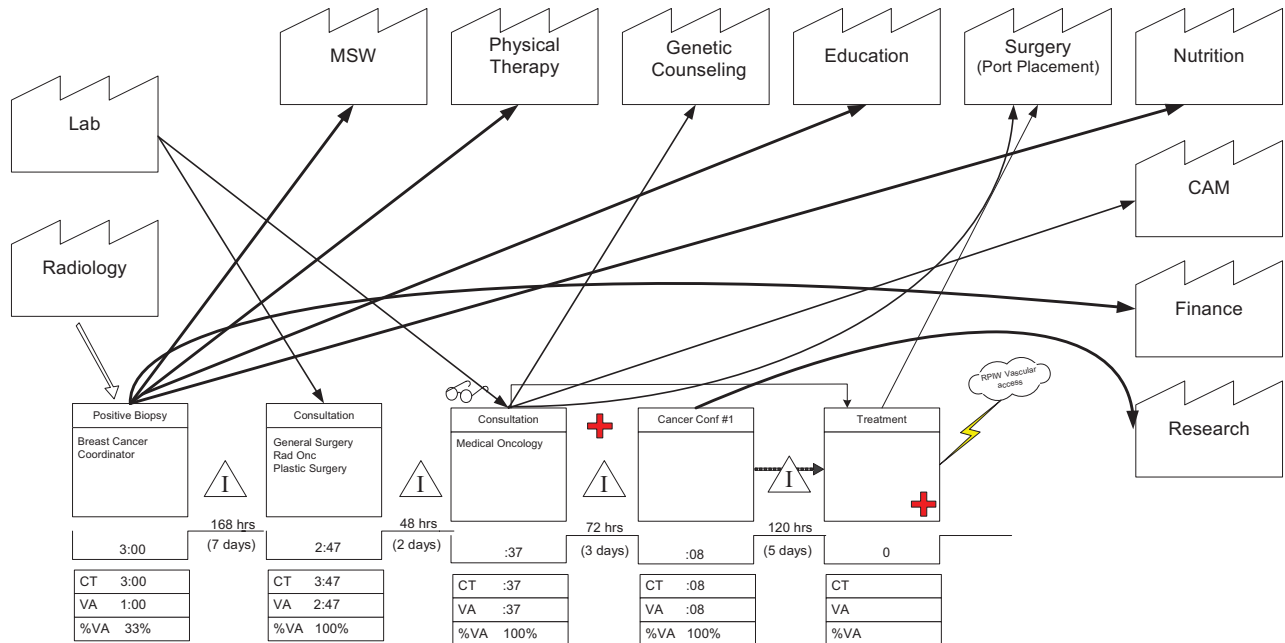 MSW
Physical
Therapy
Genetic
Counseling
Education
Surgery
(Port Placement)
Nutrition
Lab
CAM
Radiology
Finance
Research
RPIW Vascular
access
Positive Biopsy
Breast Cancer
Coordinator
Consultation
General Surgery
Rad Onc
Plastic Surgery
Consultation
Medical Oncology
Cancer Conf #1
Treatment
I
I
I
I
168 hrs
(7 days)
48 hrs
(2 days)
72 hrs
(3 days)
120 hrs
(5 days)
3:00
2:47
:37
:08
0
CT 3:00
VA 1:00
%VA 33%
CT 3:47
VA 2:47
%VA 100%
CT :37
VA :37
%VA 100%
CT :08
VA :08
%VA 100%
CT
VA
%VA